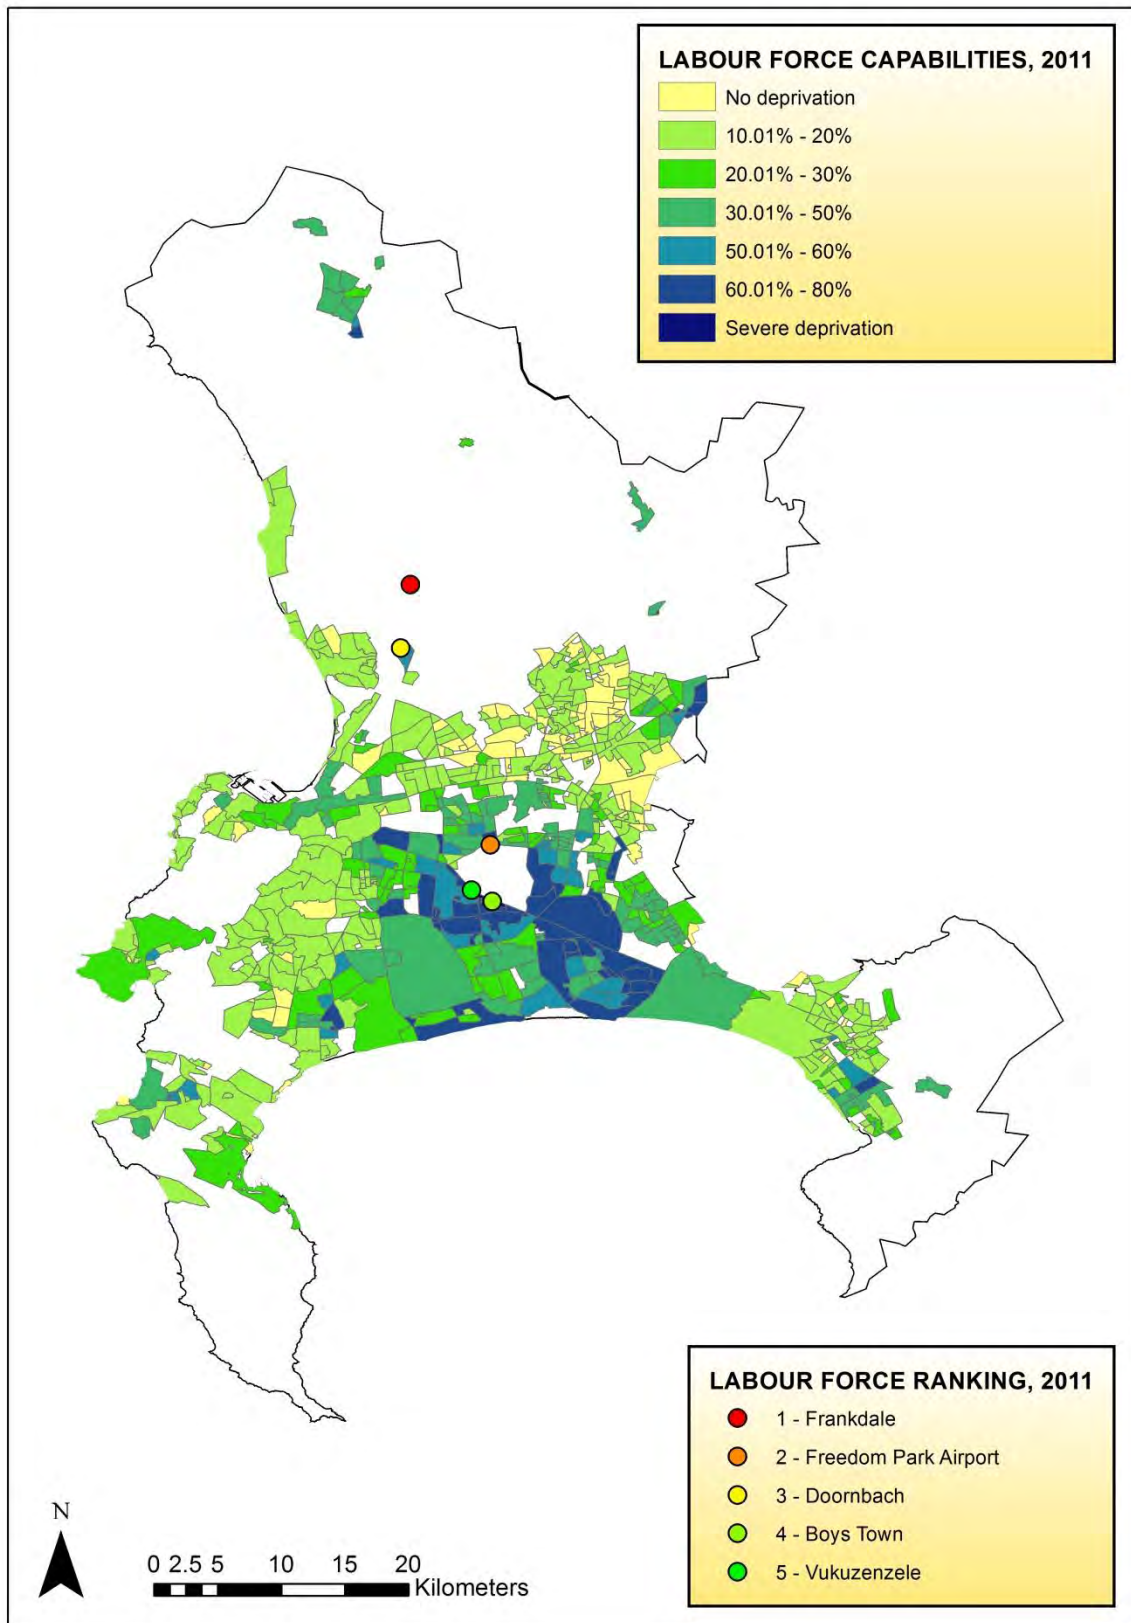 LABOUR FORCE CAPABILITIES, 2011
No deprivation
10.01% - 20%
20.01% - 30%
30.01% - 50%
50.01% - 60%
60.01% - 80%
Severe deprivation
LABOUR FORCE RANKING, 2011
1 - Frankdale
2 - Freedom Park Airport
3 - Doornbach
4 - Boys Town
5 - Vukuzenzele
N
0 2.5 5 10 15 20
Kilometers